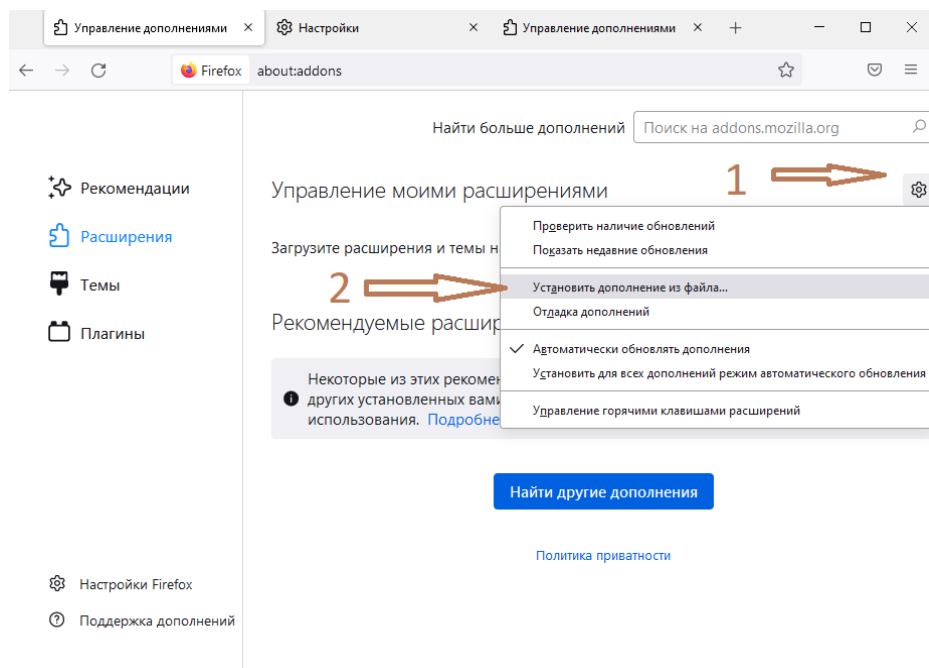 Управление дополнениями
Настройки
Управление дополнениями
Firefox
about:addons
Найти больше дополнений
Поиск на addons.mozilla.org
Рекомендации
Расширения
Темы
Плагины
Управление моими расширениями
1
Загрузите расширения и темы н
2
Рекомендуемые расшир
Некоторые из этих рекомен
других установленных вами
использования. Подробне
Проверить наличие обновлений
Показать недавние обновления
Установить дополнение из файла...
Отладка дополнений
Автоматически обновлять дополнения
Установить для всех дополнений режим автоматического обновления
Управление горячими клавишами расширений
Найти другие дополнения
Политика приватности
Настройки Firefox
Поддержка дополнений